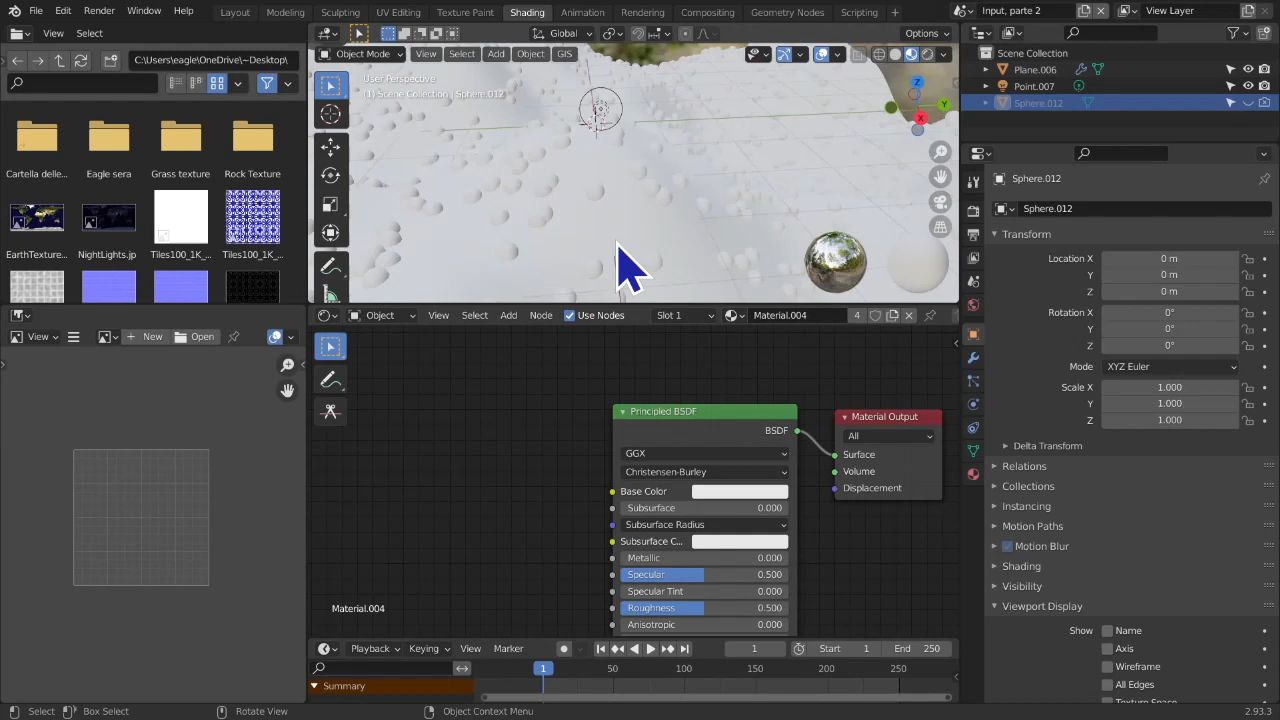 File Edit Render Window Help Layout Modeling Sculpting UV Editing Texture Paint Shading Animation Rendering Compositing Geometry Nodes Scripting Input, parte 2 View Layer
View Select
C:\Users\eagle\OneDrive\~Desktop\
Cartella delle... Eagle sera Grass texture Rock Texture
EarthTexture... NightLights.jp Tiles100_1K_... Tiles100_1K_...
Global Options
Object Mode View Select Add Object GIS
User Perspective
(1) Scene Collection | Sphere.012
Z
Y
X
View New Open
Object View Select Add Node Use Nodes Slot 1 Material.004 4
Principled BSDF
BSDF
GGX
Christensen-Burley
Base Color
Subsurface 0.000
Subsurface Radius
Subsurface C...
Metallic 0.000
Specular 0.500
Specular Tint 0.000
Roughness 0.500
Anisotropic 0.000
Material Output
All
Surface
Volume
Displacement
Material.004
Playback Keying View Marker 1 Start 1 End 250
1 50 100 150 200 250
Summary
Scene Collection
Plane.006
Point.007
Sphere.012
Sphere.012
Sphere.012
Transform
Location X 0 m
Y 0 m
Z 0 m
Rotation X 0°
Y 0°
Z 0°
Mode XYZ Euler
Scale X 1.000
Y 1.000
Z 1.000
Delta Transform
Relations
Collections
Instancing
Motion Paths
Motion Blur
Shading
Visibility
Viewport Display
Show Name
Axis
Wireframe
All Edges
Select Box Select Rotate View Object Context Menu 2.93.3